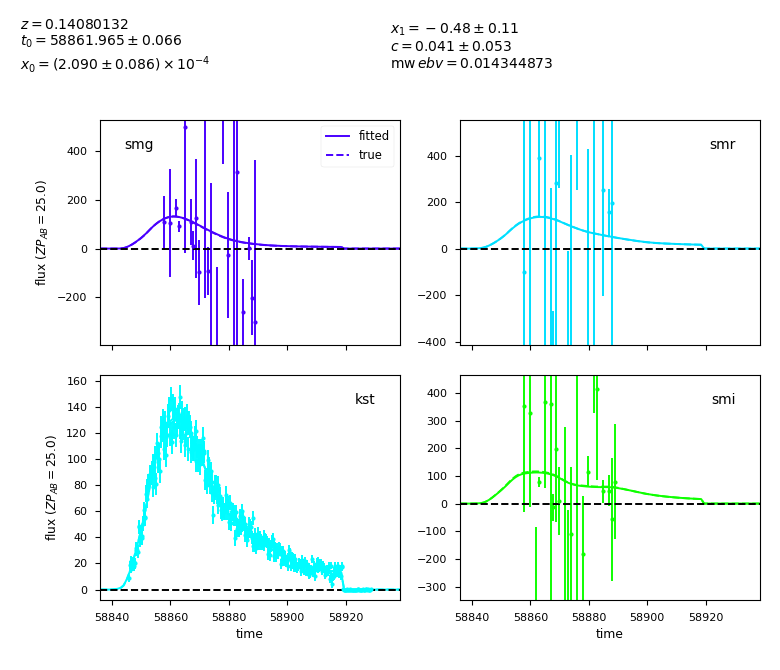 z = 0.14080132
t₀ = 58861.965 ± 0.066
x₀ = (2.090 ± 0.086) × 10⁻⁴
x₁ = −0.48 ± 0.11
c = 0.041 ± 0.053
mw ebv = 0.014344873
smg
fitted
true
400
200
0
−200
flux (ZP_AB = 25.0)
smr
400
200
0
−200
−400
kst
160
140
120
100
80
60
40
20
0
flux (ZP_AB = 25.0)
58840 58860 58880 58900 58920
time
smi
400
300
200
100
0
−100
−200
−300
58840 58860 58880 58900 58920
time